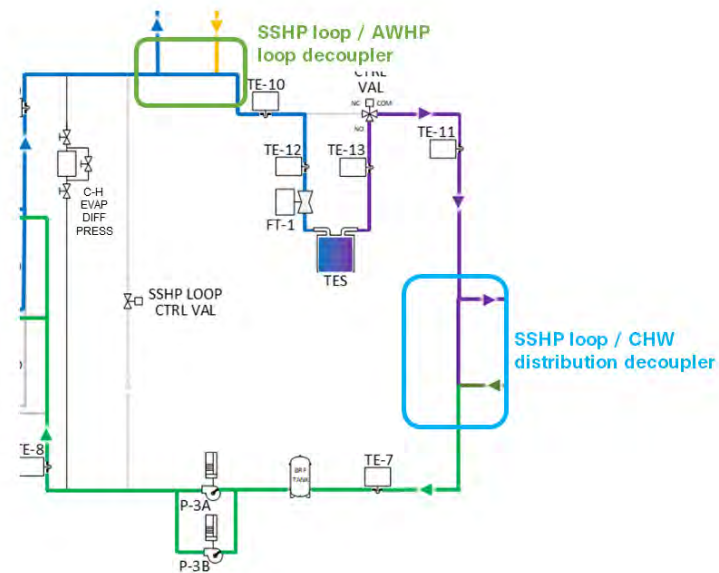 SSHP loop / AWHP
loop decoupler
TE-10
CTRL
VAL
NC
COM
NO
TE-11
TE-12
TE-13
C-H
EVAP
DIFF
PRESS
FT-1
TES
SSHP LOOP
CTRL VAL
SSHP loop / CHW
distribution decoupler
TE-8
P-3A
TANK
TE-7
P-3B